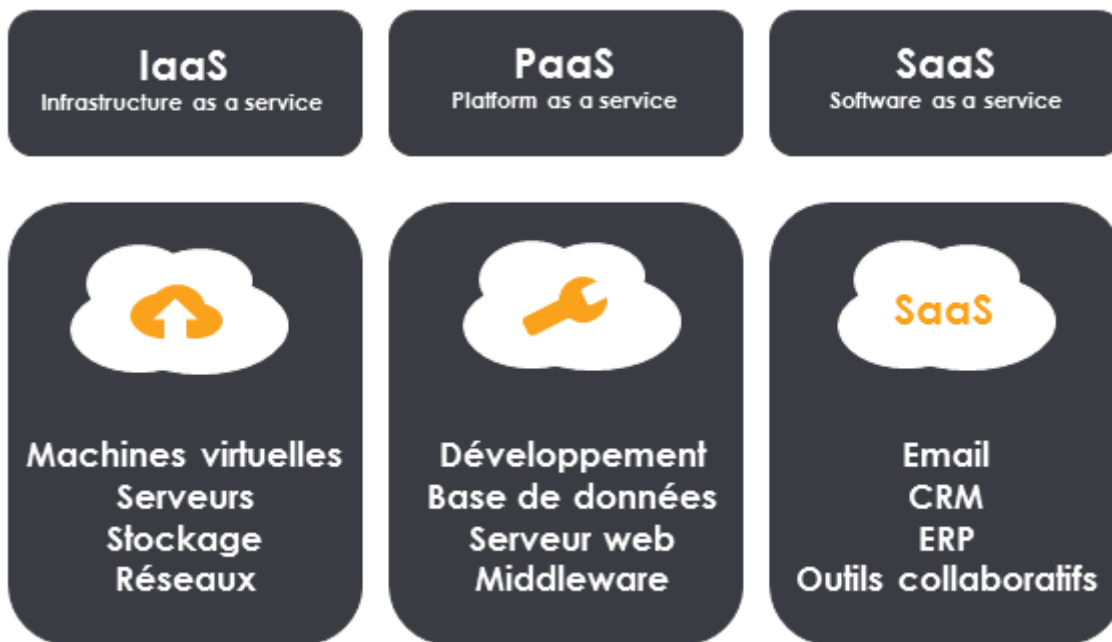 IaaS
Infrastructure as a service
PaaS
Platform as a service
SaaS
Software as a service
Machines virtuelles
Serveurs
Stockage
Réseaux
Développement
Base de données
Serveur web
Middleware
SaaS
Email
CRM
ERP
Outils collaboratifs